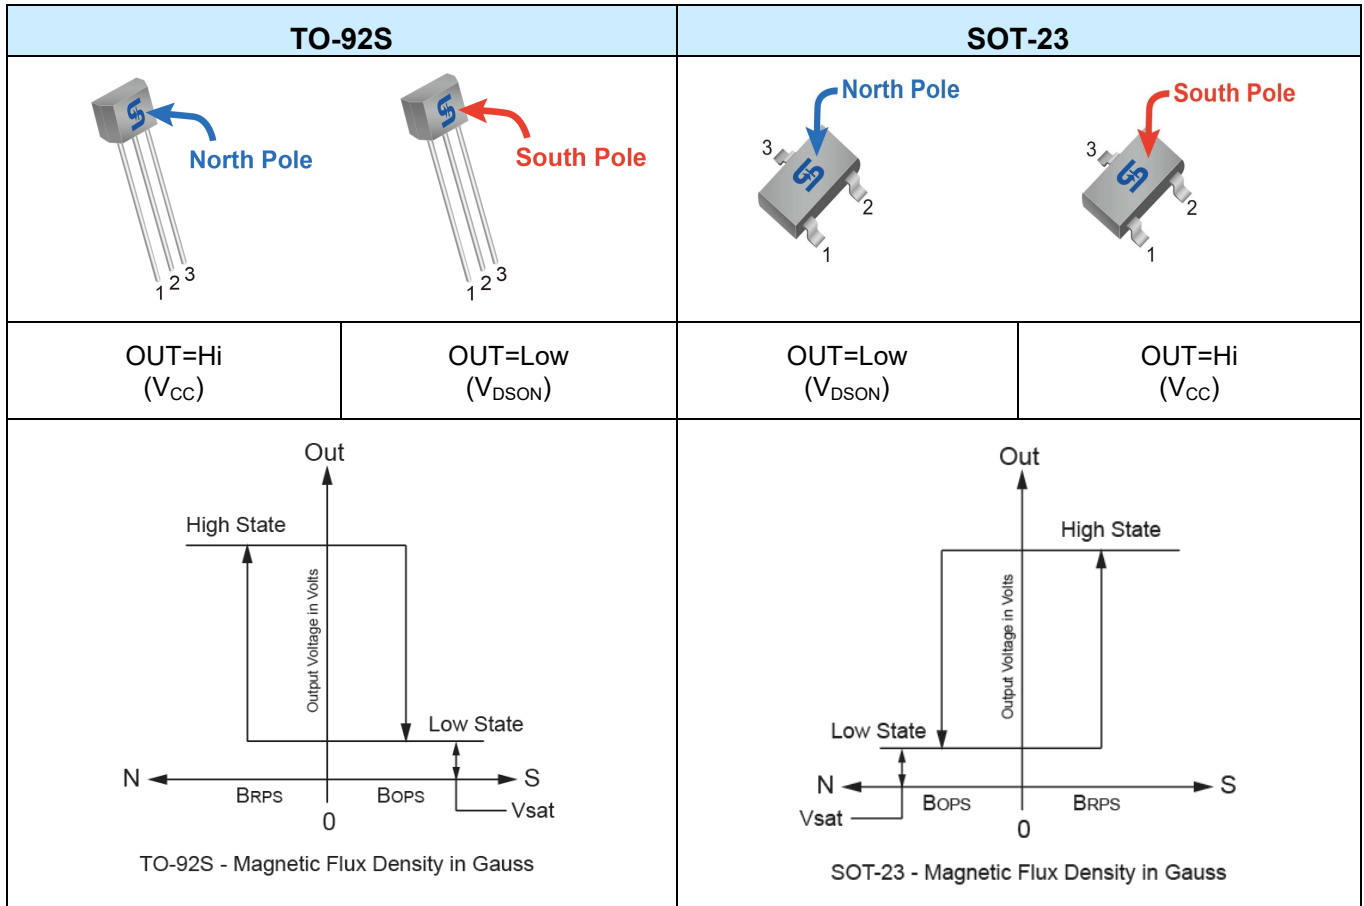 TO-92S
SOT-23
North Pole
South Pole
1 2 3
1 2 3
North Pole
South Pole
3
2
1
3
2
1
OUT=Hi
(VCC)
OUT=Low
(VDSON)
OUT=Low
(VDSON)
OUT=Hi
(VCC)
Out
High State
Output Voltage in Volts
Low State
N
S
BRPS
BOPS
Vsat
0
TO-92S - Magnetic Flux Density in Gauss
Out
High State
Output Voltage in Volts
Low State
N
S
BOPS
BRPS
Vsat
0
SOT-23 - Magnetic Flux Density in Gauss